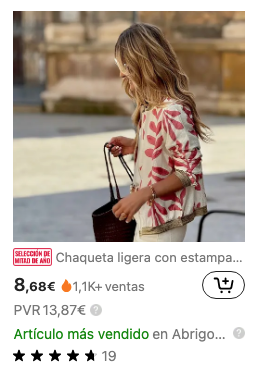 SELECCIÓN DE
MITAD DE AÑO
Chaqueta ligera con estampa...
8,68€ 1,1K+ ventas
PVR 13,87€ ?
Artículo más vendido en Abrigo... ?
19